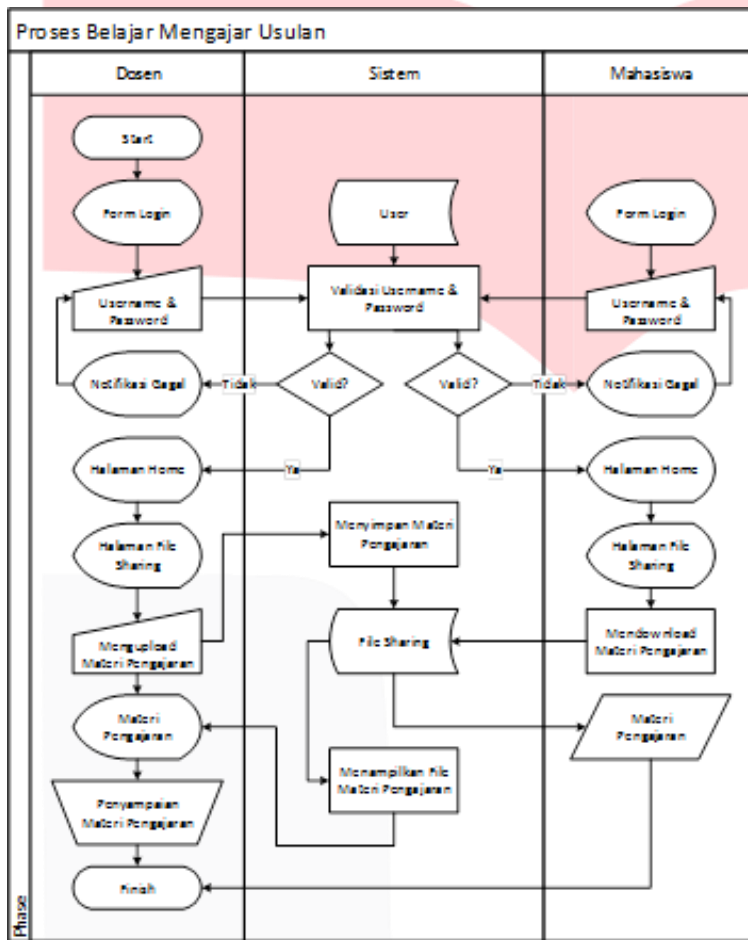 Proses Belajar Mengajar Usulan
Dosen
Sistem
Mahasiswa
Start
Form Login
User
Form Login
Username &
Password
Validasi Username &
Password
Username &
Password
Notifikasi Gagal
Tidak
Valid?
Valid?
Tidak
Notifikasi Gagal
Halaman Home
Ya
Ya
Halaman Home
Halaman File
Sharing
Menyimpan Materi
Pengajaran
Halaman File
Sharing
Mengupload
Materi Pengajaran
File Sharing
Mendownload
Materi Pengajaran
Materi
Pengajaran
Materi
Pengajaran
Menampilkan File
Materi Pengajaran
Penyampaian
Materi Pengajaran
Finish
Phase